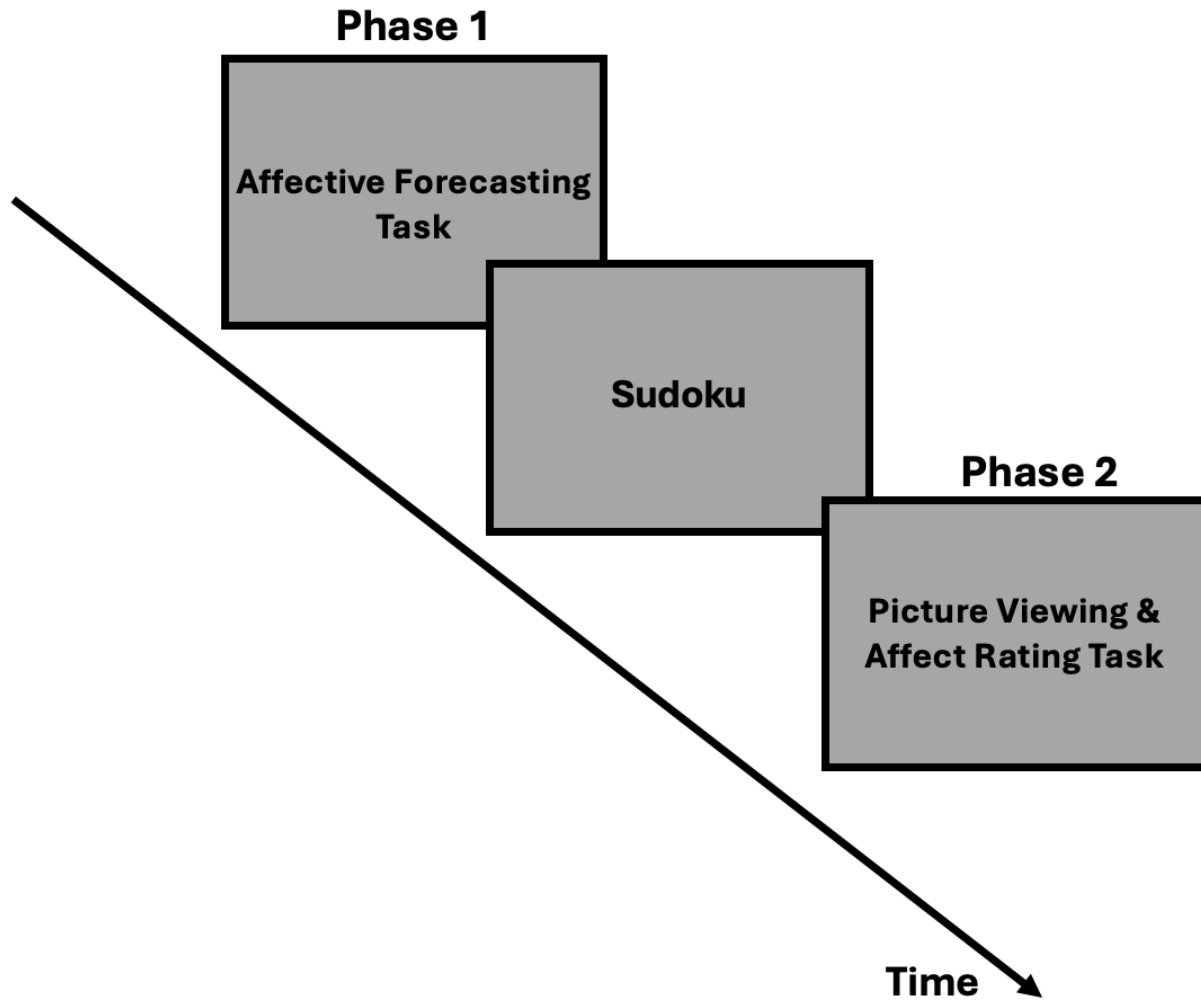 Phase 1
Affective Forecasting
Task
Sudoku
Phase 2
Picture Viewing &
Affect Rating Task
Time